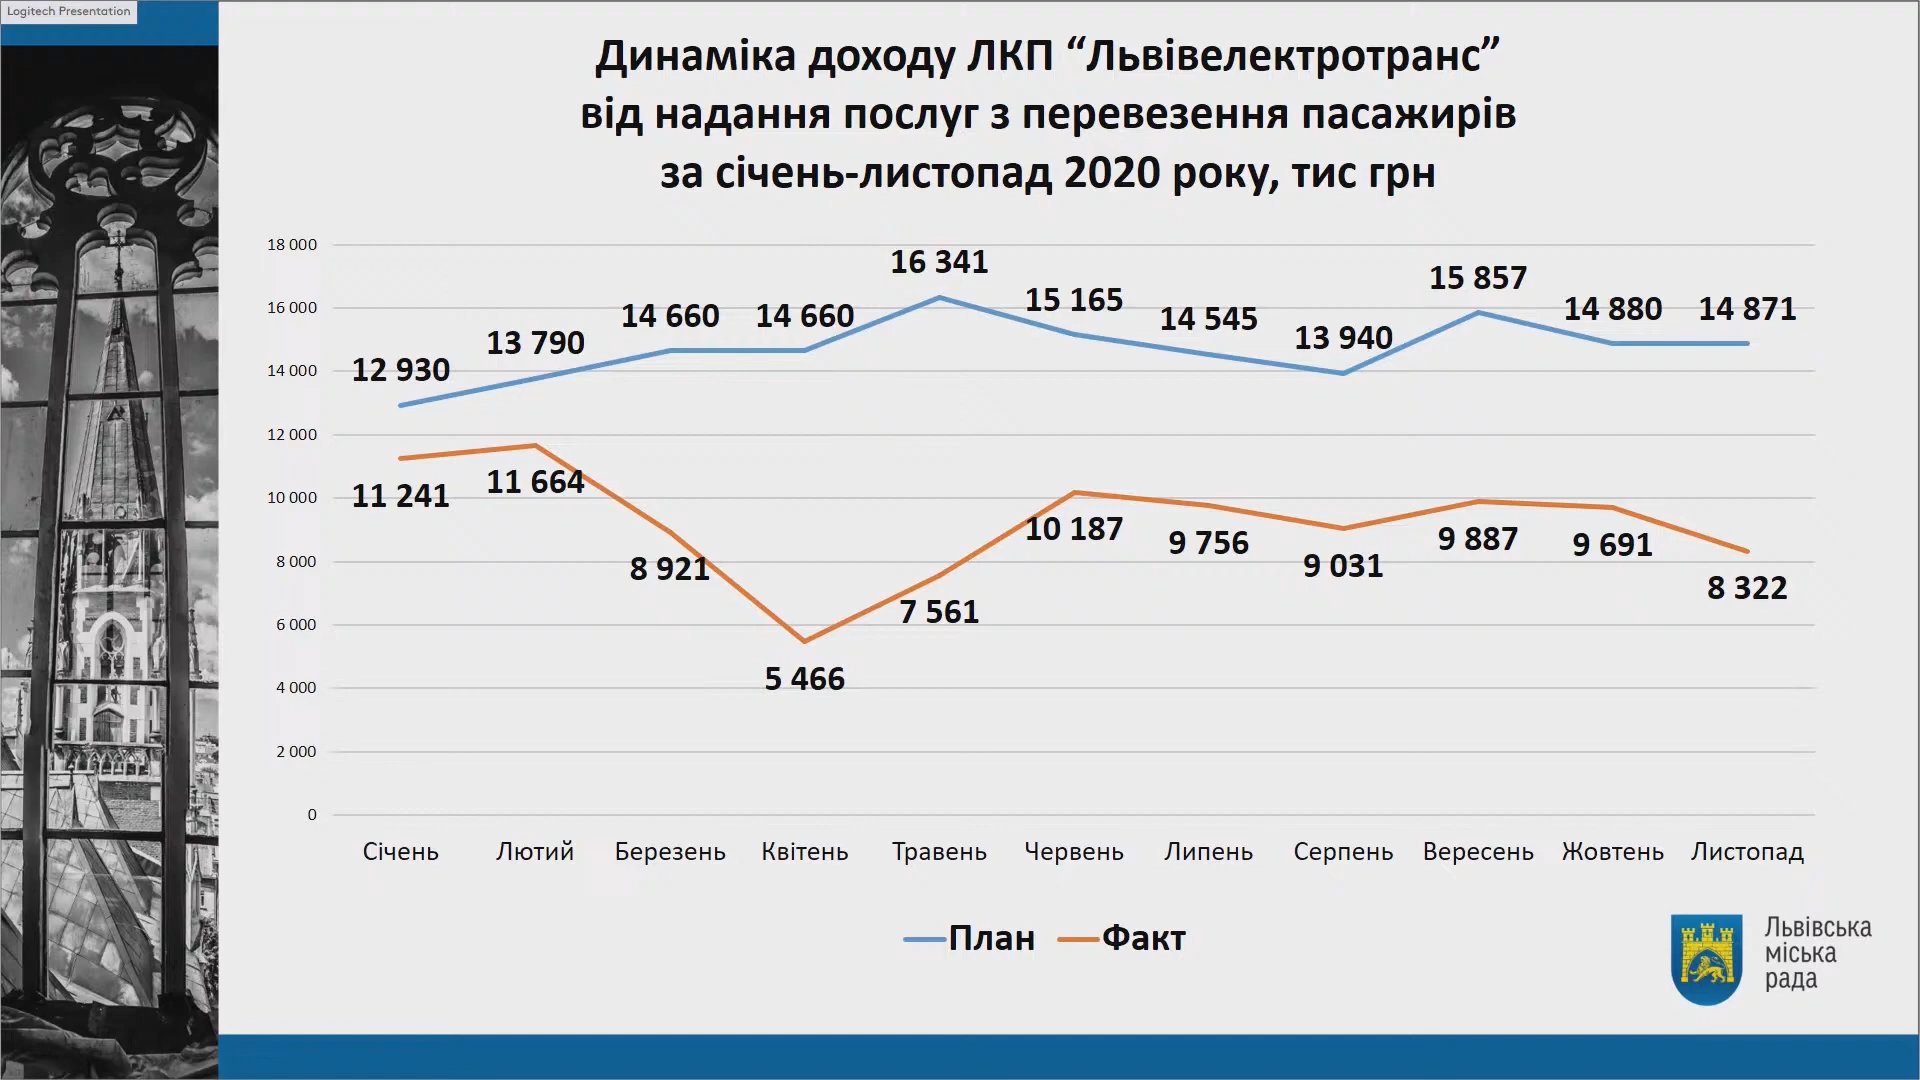 Logitech Presentation
Динаміка доходу ЛКП “Львівелектротранс”
від надання послуг з перевезення пасажирів
за січень-листопад 2020 року, тис грн
18 000
16 000
14 000
12 000
10 000
8 000
6 000
4 000
2 000
0
12 930
13 790
14 660
14 660
16 341
15 165
14 545
13 940
15 857
14 880
14 871
11 241
11 664
8 921
5 466
7 561
10 187
9 756
9 031
9 887
9 691
8 322
Січень
Лютий
Березень
Квітень
Травень
Червень
Липень
Серпень
Вересень
Жовтень
Листопад
План
Факт
Львівська
міська
рада